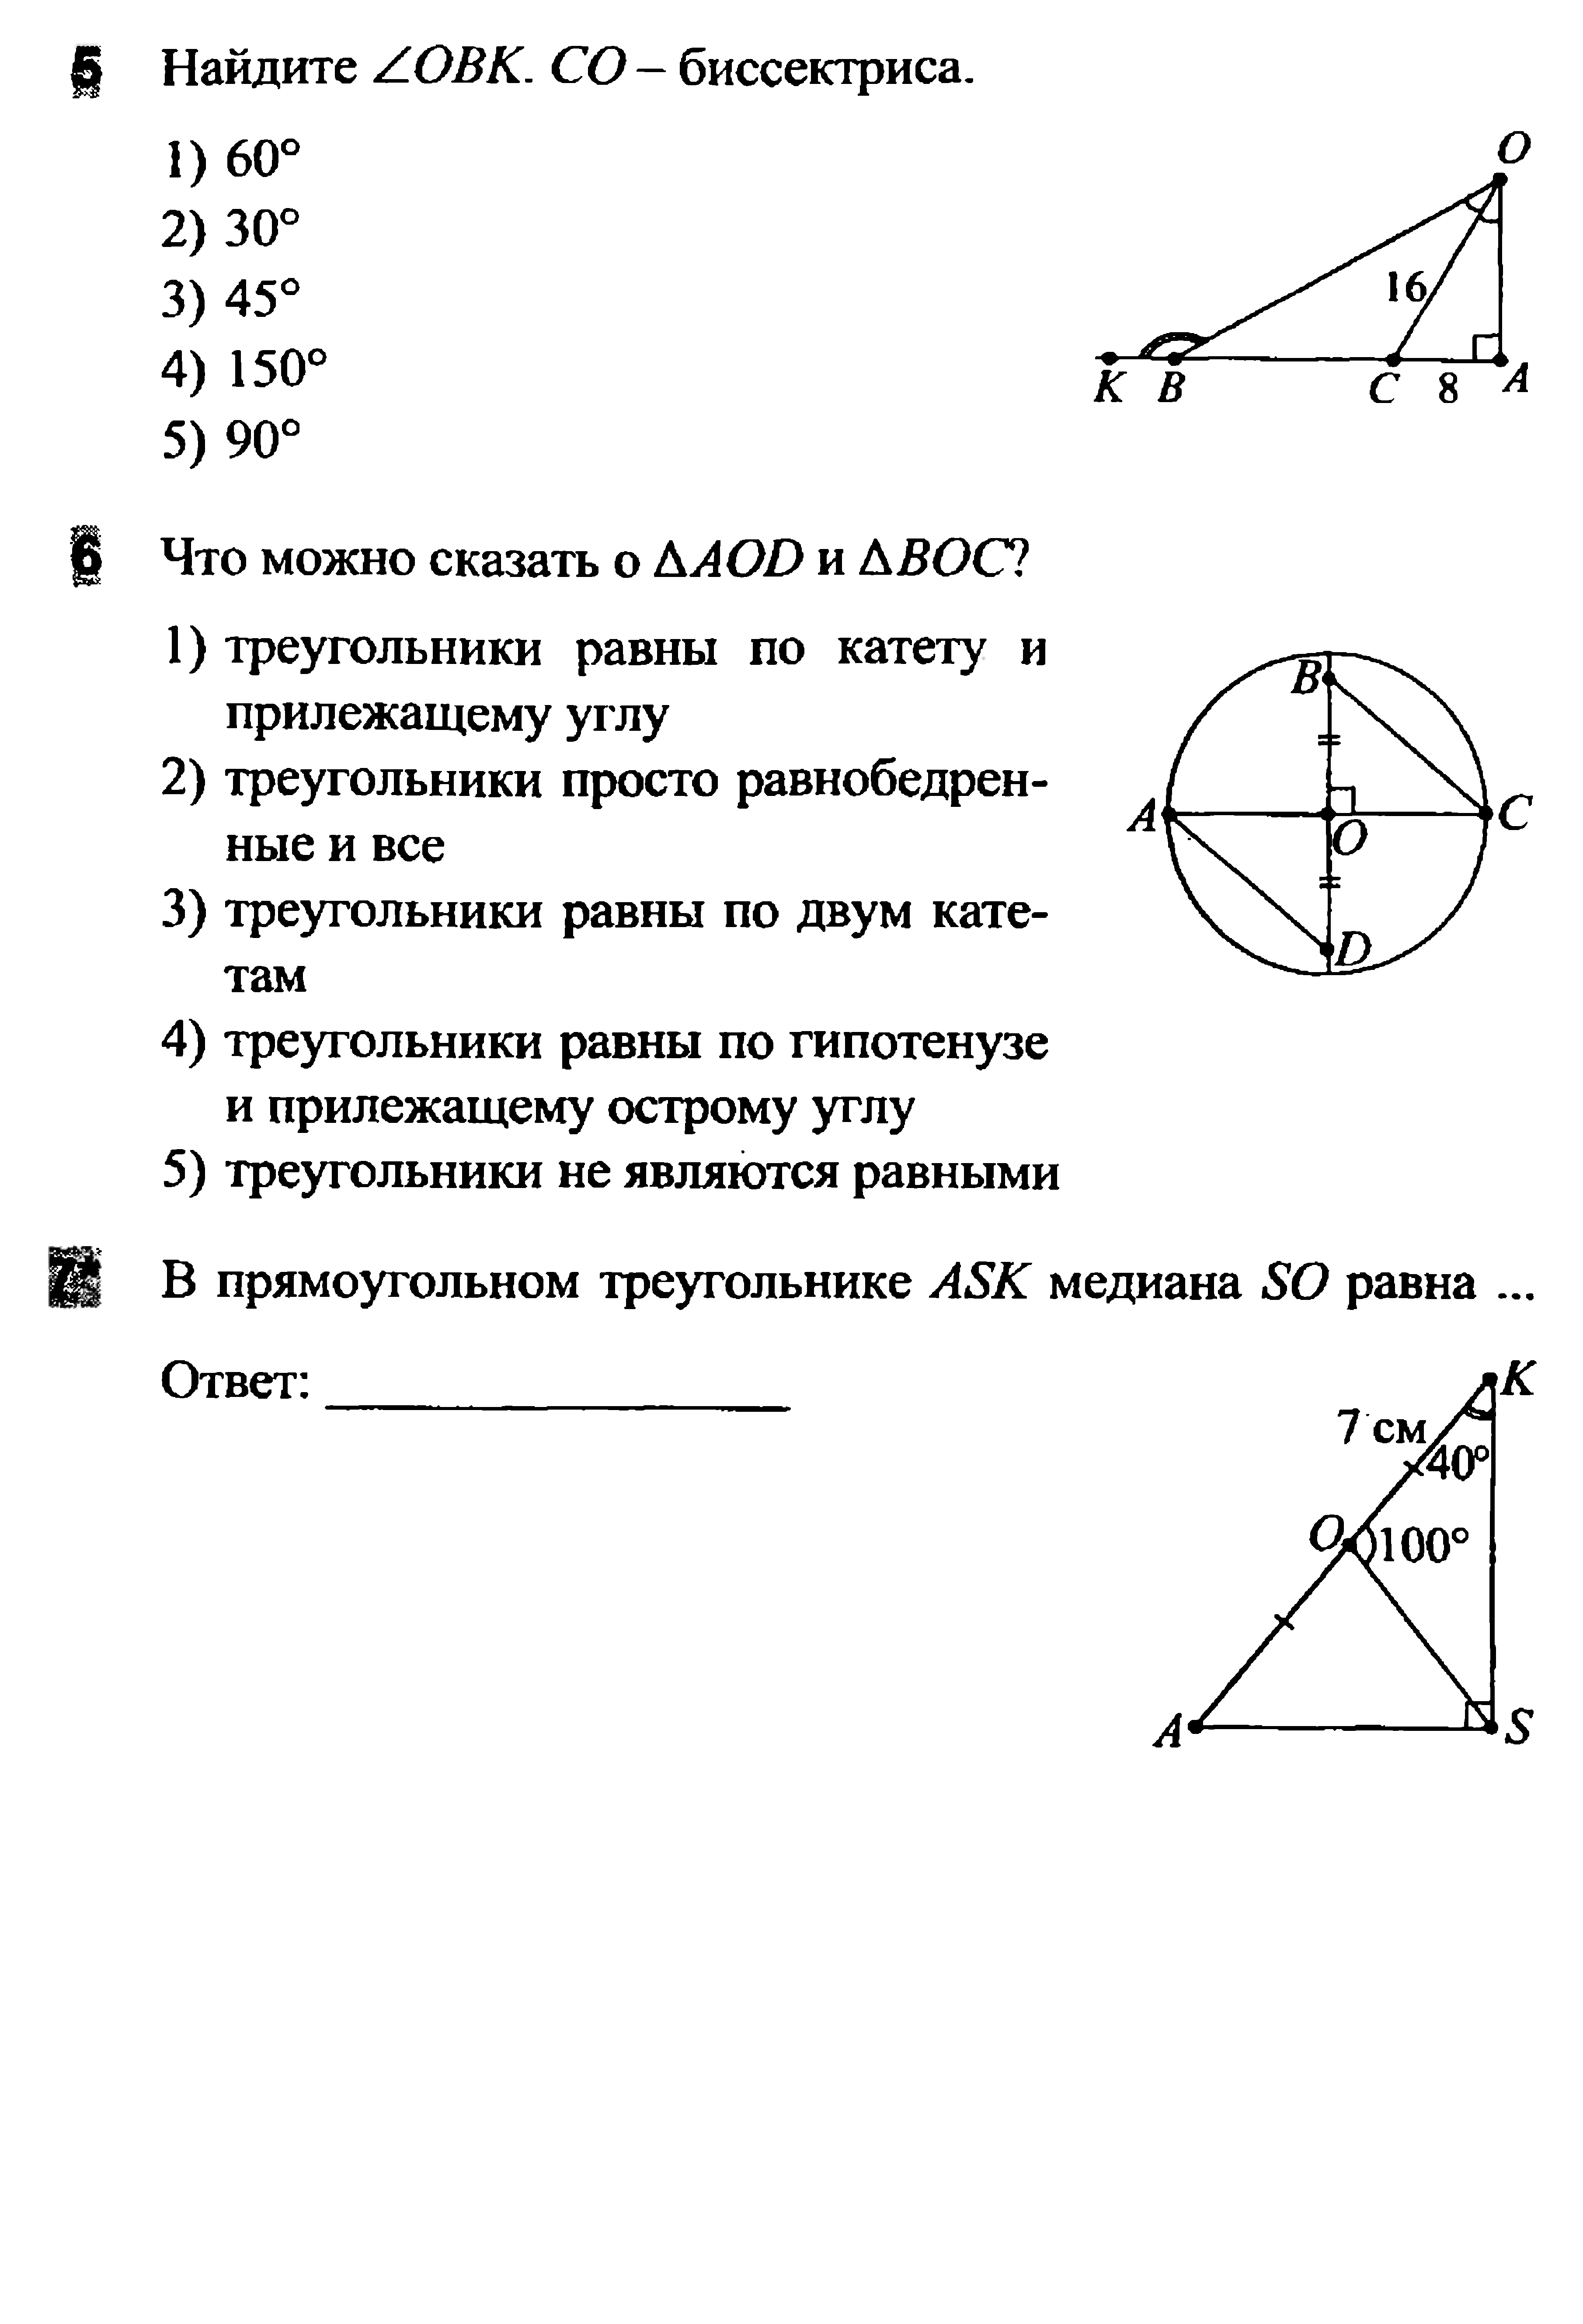 5 Найдите ∠OBK. CO – биссектриса.
1) 60°
2) 30°
3) 45°
4) 150°
5) 90°
O
16
K B C 8 A
6 Что можно сказать о ΔAOD и ΔBOC?
1) треугольники равны по катету и
прилежащему углу
2) треугольники просто равнобедрен-
ные и все
3) треугольники равны по двум кате-
там
4) треугольники равны по гипотенузе
и прилежащему острому углу
5) треугольники не являются равными
B
A
O
C
D
7* В прямоугольном треугольнике ASK медиана SO равна ...
Ответ:
K
7 см
40°
O
100°
A
S